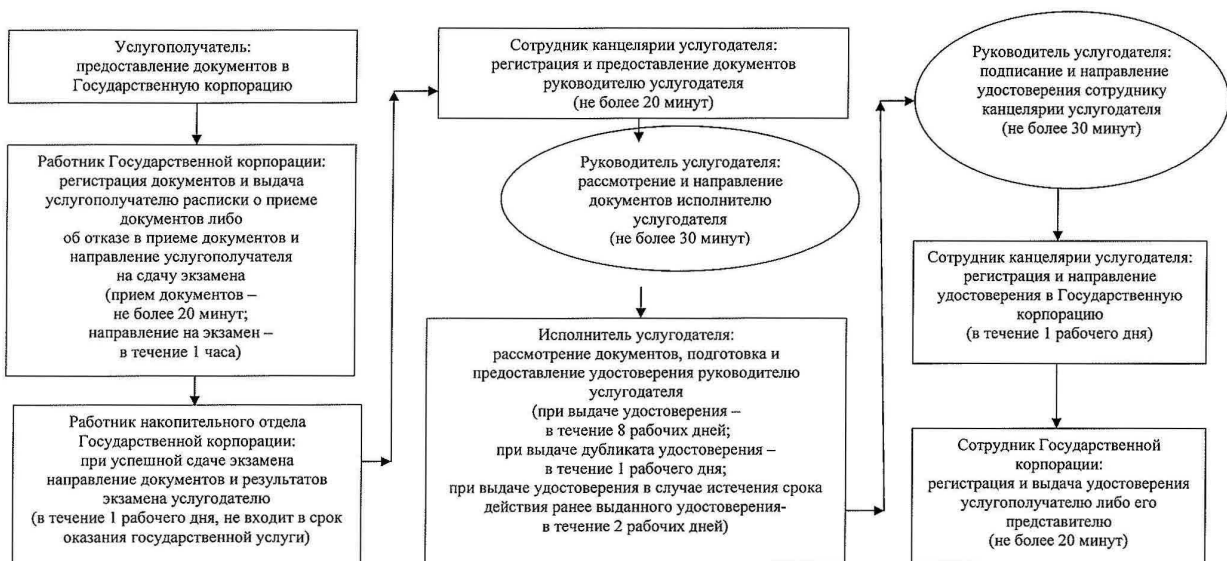 Услугополучатель:
предоставление документов в
Государственную корпорацию
Работник Государственной корпорации:
регистрация документов и выдача
услугополучателю расписки о приеме
документов либо
об отказе в приеме документов и
направление услугополучателя
на сдачу экзамена
(прием документов –
не более 20 минут;
направление на экзамен –
в течение 1 часа)
Работник накопительного отдела
Государственной корпорации:
при успешной сдаче экзамена
направление документов и результатов
экзамена услугодателю
(в течение 1 рабочего дня, не входит в срок
оказания государственной услуги)
Сотрудник канцелярии услугодателя:
регистрация и предоставление документов
руководителю услугодателя
(не более 20 минут)
Руководитель услугодателя:
рассмотрение и направление
документов исполнителю
услугодателя
(не более 30 минут)
Исполнитель услугодателя:
рассмотрение документов, подготовка и
предоставление удостоверения руководителю
услугодателя
(при выдаче удостоверения –
в течение 8 рабочих дней;
при выдаче дубликата удостоверения –
в течение 1 рабочего дня;
при выдаче удостоверения в случае истечения срока
действия ранее выданного удостоверения-
в течение 2 рабочих дней)
Руководитель услугодателя:
подписание и направление
удостоверения сотруднику
канцелярии услугодателя
(не более 30 минут)
Сотрудник канцелярии услугодателя:
регистрация и направление
удостоверения в Государственную
корпорацию
(в течение 1 рабочего дня)
Сотрудник Государственной
корпорации:
регистрация и выдача удостоверения
услугополучателю либо его
представителю
(не более 20 минут)